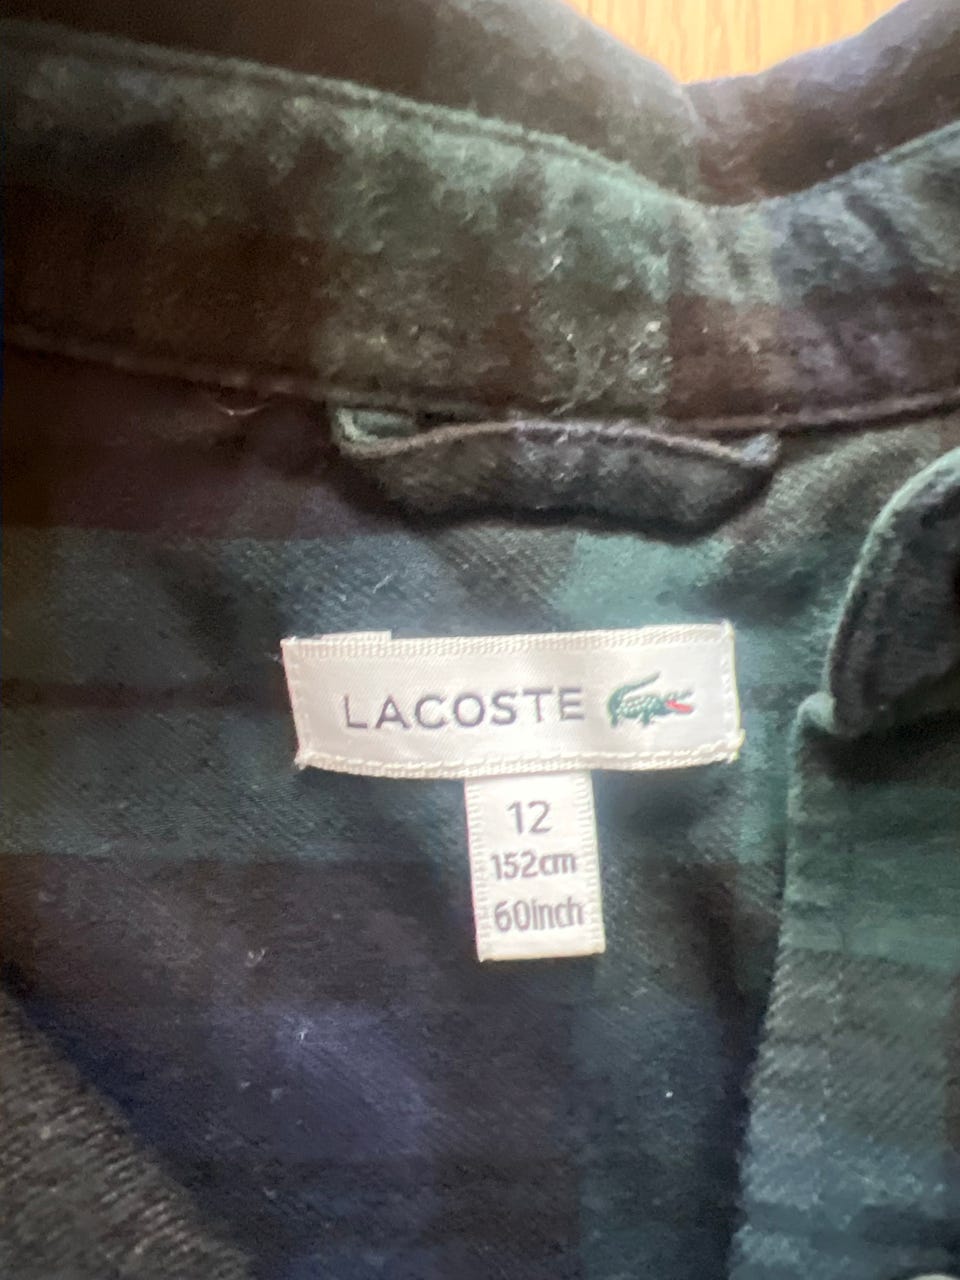 LACOSTE
12
152cm
60inch